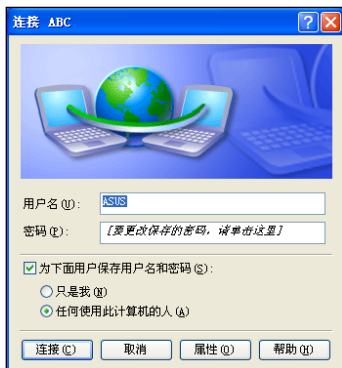 连接 ABC
用户名(U): ASUS
密码(P): [要更改保存的密码，请单击这里]
为下面用户保存用户名和密码(S):
只是我(N)
任何使用此计算机的人(A)
连接(C) 取消 属性(O) 帮助(H)